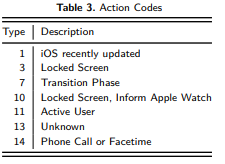 Table 3. Action Codes
Type Description
1 iOS recently updated
3 Locked Screen
7 Transition Phase
10 Locked Screen, Inform Apple Watch
11 Active User
13 Unknown
14 Phone Call or Facetime